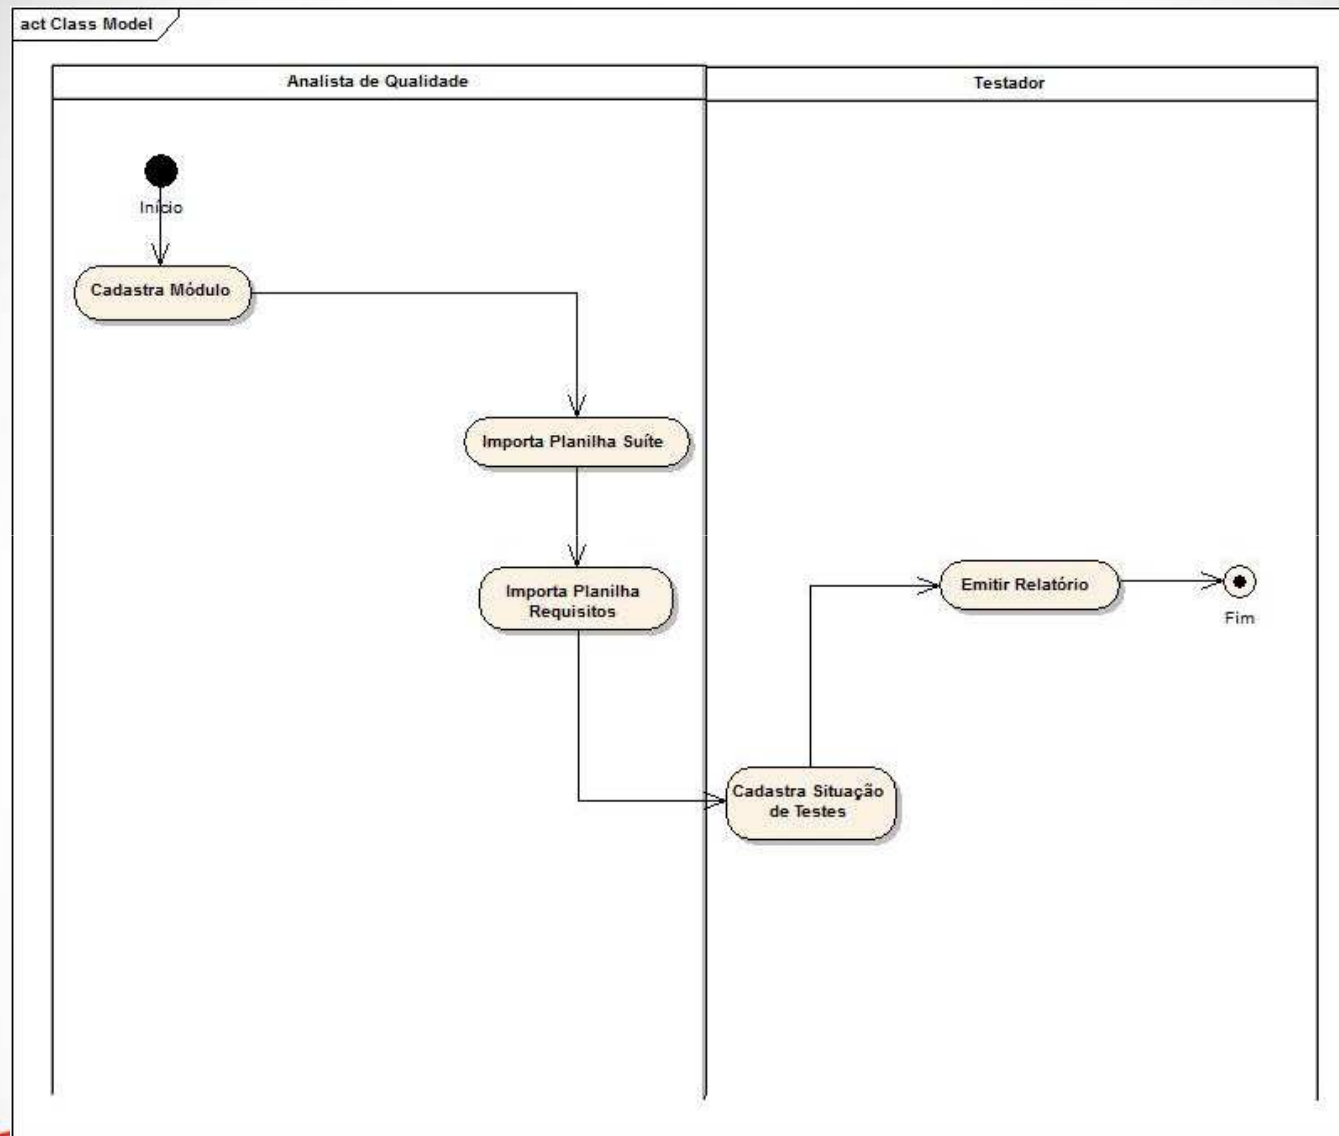 act Class Model
Analista de Qualidade
Testador
Início
Cadastra Módulo
Importa Planilha Suíte
Importa Planilha
Requisitos
Emitir Relatório
Fim
Cadastra Situação
de Testes